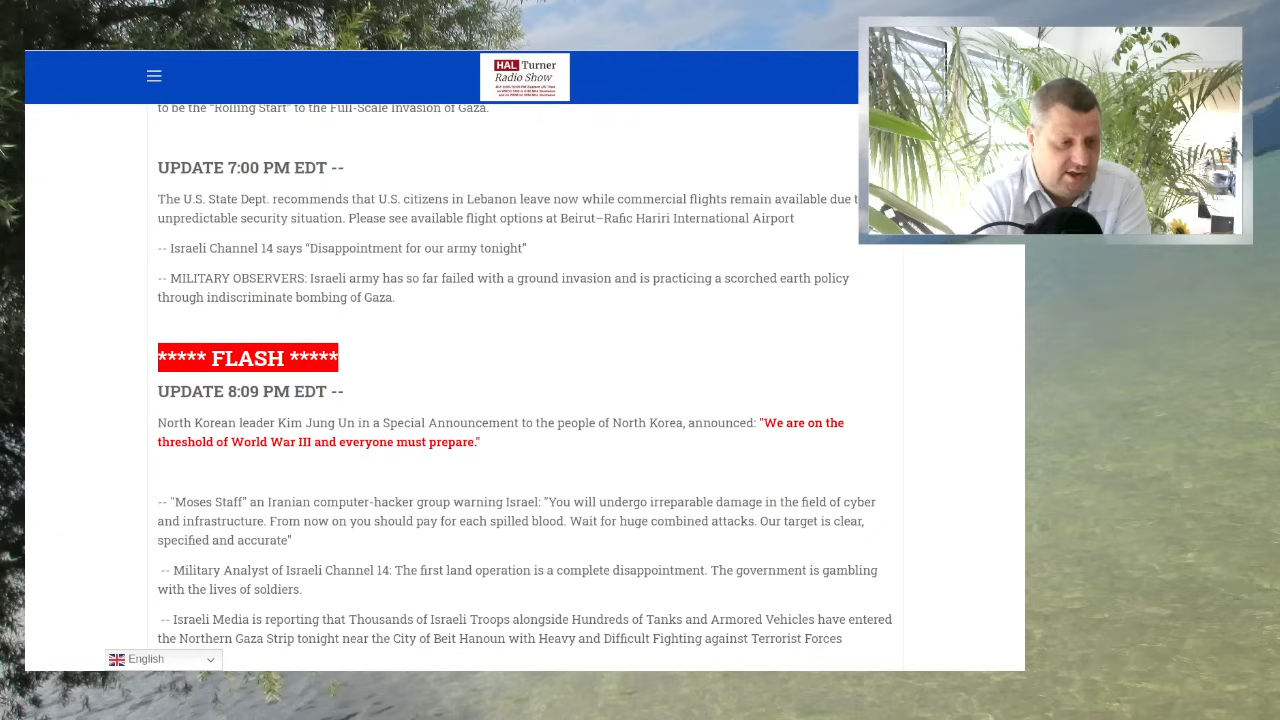 HAL Turner
Radio Show
to be the "Rolling Start" to the Full-Scale Invasion of Gaza.
UPDATE 7:00 PM EDT --
The U.S. State Dept. recommends that U.S. citizens in Lebanon leave now while commercial flights remain available due t
unpredictable security situation. Please see available flight options at Beirut–Rafic Hariri International Airport
-- Israeli Channel 14 says "Disappointment for our army tonight"
-- MILITARY OBSERVERS: Israeli army has so far failed with a ground invasion and is practicing a scorched earth policy
through indiscriminate bombing of Gaza.
***** FLASH *****
UPDATE 8:09 PM EDT --
North Korean leader Kim Jung Un in a Special Announcement to the people of North Korea, announced: "We are on the
threshold of World War III and everyone must prepare."
-- "Moses Staff" an Iranian computer-hacker group warning Israel: "You will undergo irreparable damage in the field of cyber
and infrastructure. From now on you should pay for each spilled blood. Wait for huge combined attacks. Our target is clear,
specified and accurate"
-- Military Analyst of Israeli Channel 14: The first land operation is a complete disappointment. The government is gambling
with the lives of soldiers.
-- Israeli Media is reporting that Thousands of Israeli Troops alongside Hundreds of Tanks and Armored Vehicles have entered
the Northern Gaza Strip tonight near the City of Beit Hanoun with Heavy and Difficult Fighting against Terrorist Forces
English